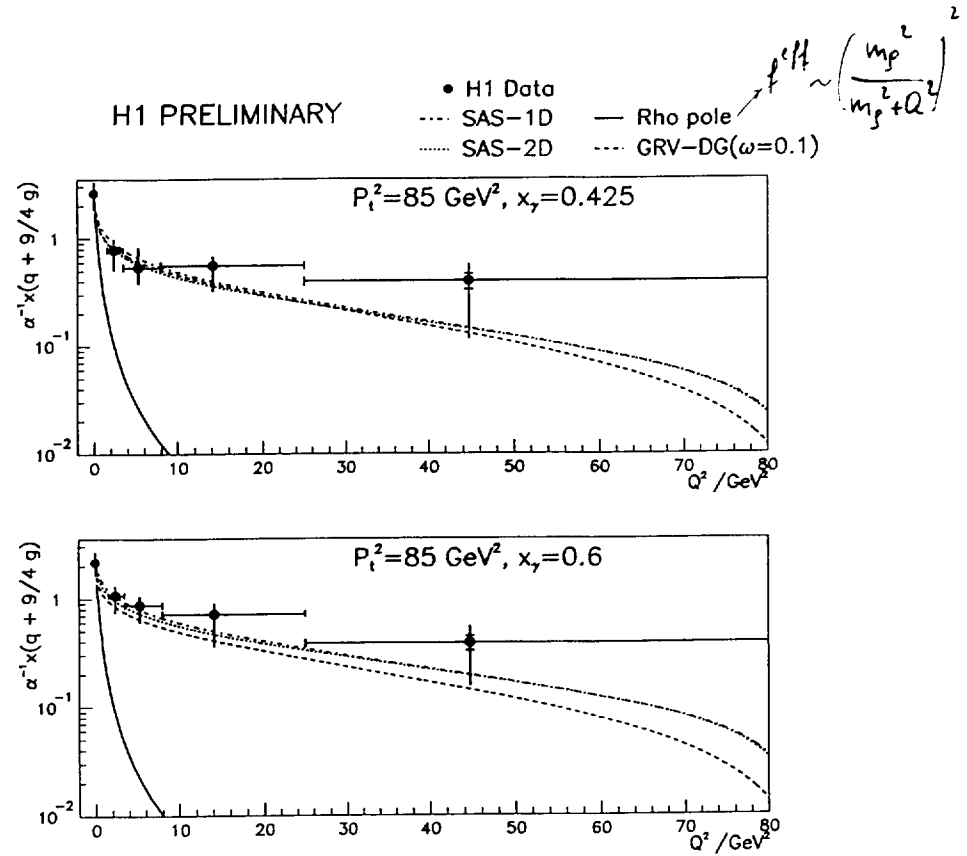 f^eff ~ (m_ρ^2 / (m_ρ^2+Q^2))^2
H1 PRELIMINARY
● H1 Data
SAS-1D
SAS-2D
Rho pole
GRV-DG(ω=0.1)
P_t^2=85 GeV^2, x_γ=0.425
α^-1x(q + 9/4 g)
1
10^-1
10^-2
0 10 20 30 40 50 60 70 80
Q^2 /GeV^2
P_t^2=85 GeV^2, x_γ=0.6
α^-1x(q + 9/4 g)
1
10^-1
10^-2
0 10 20 30 40 50 60 70 80
Q^2 /GeV^2